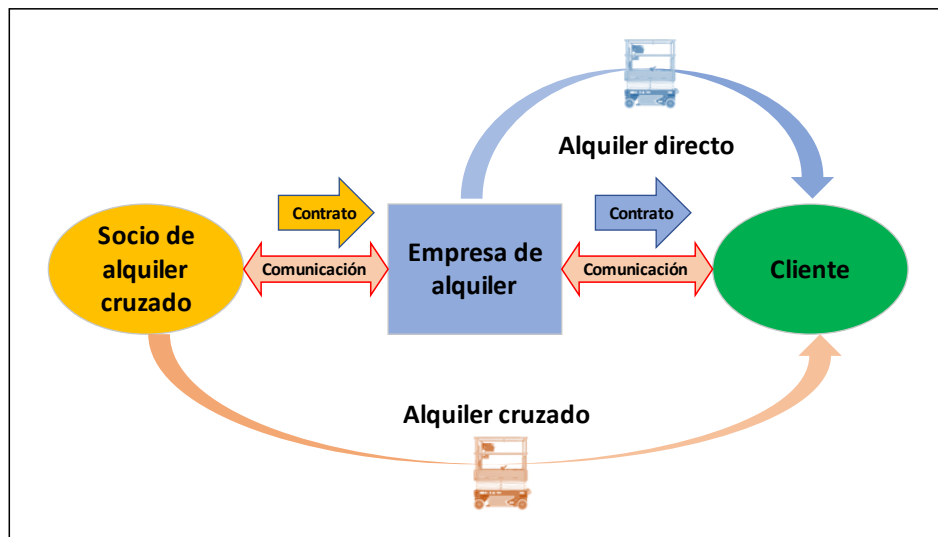 Alquiler directo
Contrato
Contrato
Socio de
alquiler
cruzado
Comunicación
Empresa de
alquiler
Comunicación
Cliente
Alquiler cruzado